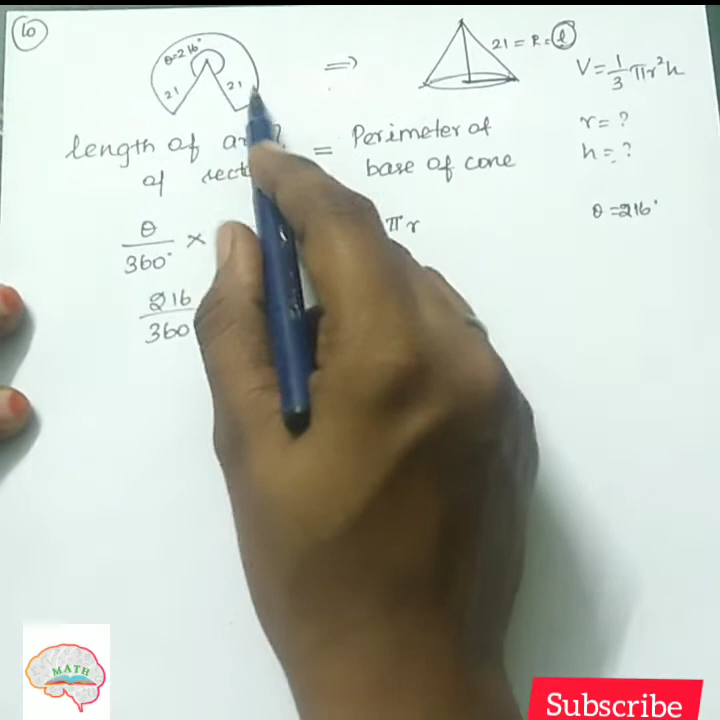 10
θ=216°
21
21
⇒
21 = R = l
V = 1/3 πr²h
length of
of
= Perimeter of
base of cone
r = ?
h = ?
θ/360° ×
πr
θ = 216°
216/360
MATH
Subscribe